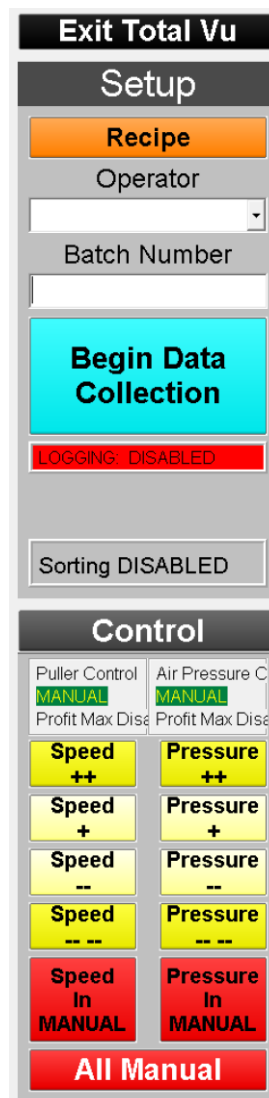 Exit Total Vu
Setup
Recipe
Operator
Batch Number
Begin Data
Collection
LOGGING: DISABLED
Sorting DISABLED
Control
Puller Control
MANUAL
Profit Max Disa
Air Pressure C
MANUAL
Profit Max Disa
Speed
++
Pressure
++
Speed
+
Pressure
+
Speed
--
Pressure
--
Speed
-- --
Pressure
-- --
Speed
In
MANUAL
Pressure
In
MANUAL
All Manual